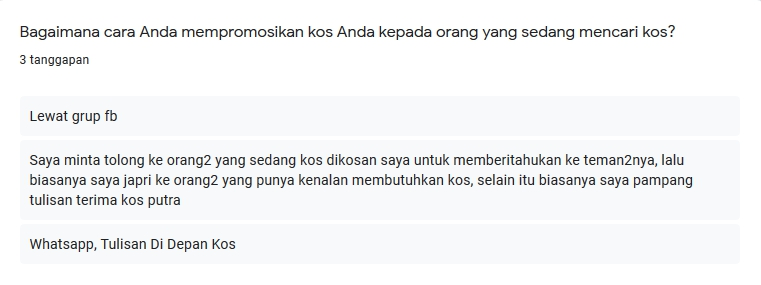 Bagaimana cara Anda mempromosikan kos Anda kepada orang yang sedang mencari kos?
3 tanggapan
Lewat grup fb
Saya minta tolong ke orang2 yang sedang kos dikosan saya untuk memberitahukan ke teman2nya, lalu
biasanya saya japri ke orang2 yang punya kenalan membutuhkan kos, selain itu biasanya saya pampang
tulisan terima kos putra
Whatsapp, Tulisan Di Depan Kos